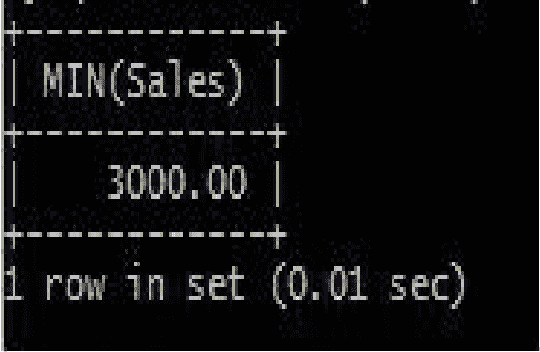 +-------------+
| MIN(Sales) |
+-------------+
| 3000.00 |
+-------------+
1 row in set (0.01 sec)